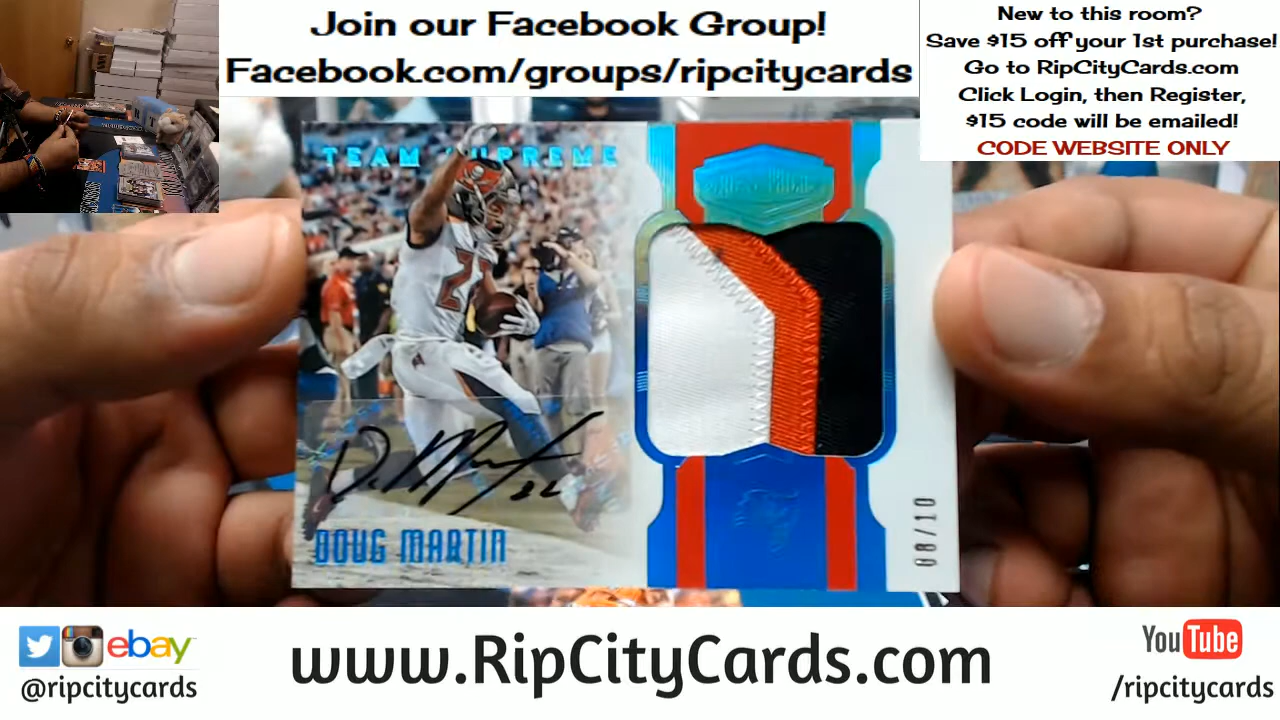 Join our Facebook Group!
Facebook.com/groups/ripcitycards
New to this room?
Save $15 off your 1st purchase!
Go to RipCityCards.com
Click Login, then Register,
$15 code will be emailed!
CODE WEBSITE ONLY
TEAM SUPREME
22
DOUG MARTIN
08/10
ebay
@ripcitycards
www.RipCityCards.com
YouTube
/ripcitycards